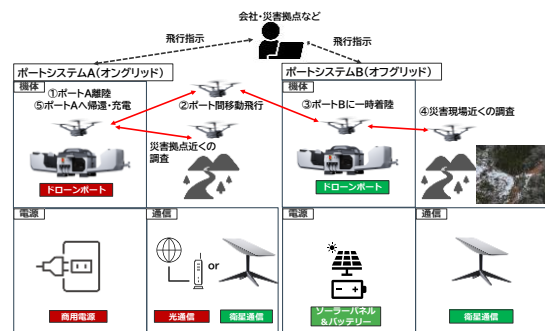 会社・災害拠点など
飛行指示
飛行指示
ポートシステムA(オングリッド)
機体
①ポートA離陸
⑤ポートAへ帰還・充電
②ポート間移動飛行
災害拠点近くの
調査
ドローンポート
電源
商用電源
通信
or
光通信
衛星通信
ポートシステムB(オフグリッド)
機体
③ポートBに一時着陸
④災害現場近くの調査
ドローンポート
電源
ソーラーパネル
&バッテリー
通信
衛星通信